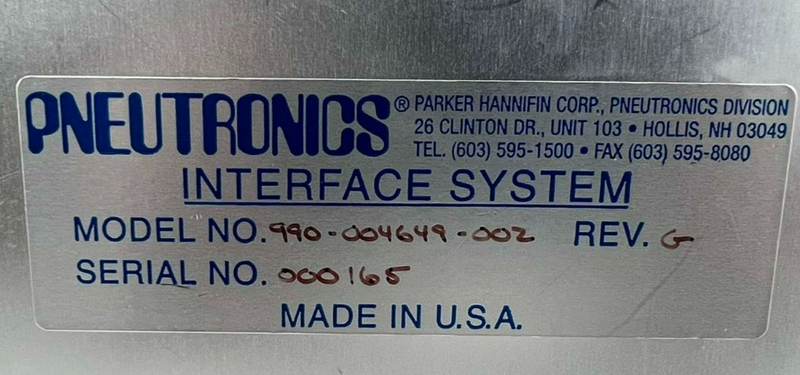 PNEUTRONICS® PARKER HANNIFIN CORP., PNEUTRONICS DIVISION
26 CLINTON DR., UNIT 103 • HOLLIS, NH 03049
TEL. (603) 595-1500 • FAX (603) 595-8080
INTERFACE SYSTEM
MODEL NO. 990-004649-002 REV. G
SERIAL NO. 000165
MADE IN U.S.A.